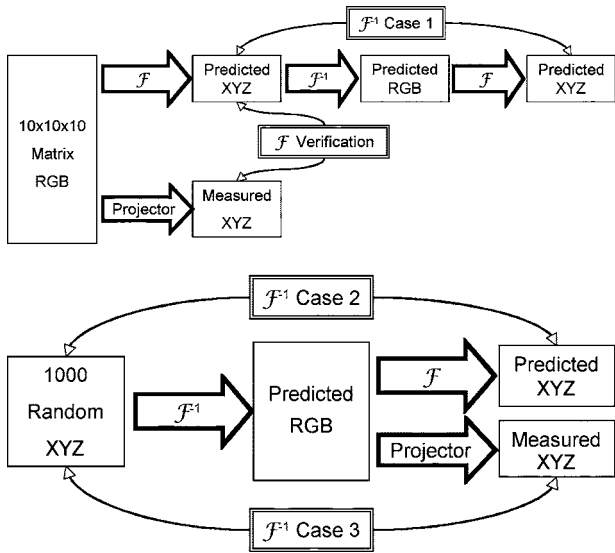 ℱ⁻¹ Case 1
10x10x10
Matrix
RGB
ℱ
Predicted
XYZ
ℱ⁻¹
Predicted
RGB
ℱ
Predicted
XYZ
ℱ Verification
Projector
Measured
XYZ
ℱ⁻¹ Case 2
1000
Random
XYZ
ℱ⁻¹
Predicted
RGB
ℱ
Predicted
XYZ
Projector
Measured
XYZ
ℱ⁻¹ Case 3